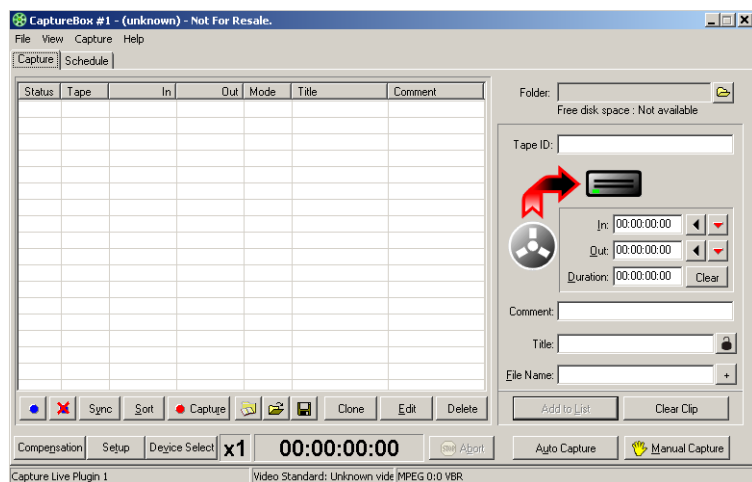 CaptureBox #1 - (unknown) - Not For Resale.
File View Capture Help
Capture Schedule
Status Tape In Out Mode Title Comment
Folder:
Free disk space : Not available
Tape ID:
In: 00:00:00:00
Out: 00:00:00:00
Duration: 00:00:00:00 Clear
Comment:
Title:
File Name: +
Sync Sort Capture Clone Edit Delete
Add to List Clear Clip
Compensation Setup Device Select x1 00:00:00:00 STOP Abort Auto Capture Manual Capture
Capture Live Plugin 1 Video Standard: Unknown vide MPEG 0:0 VBR